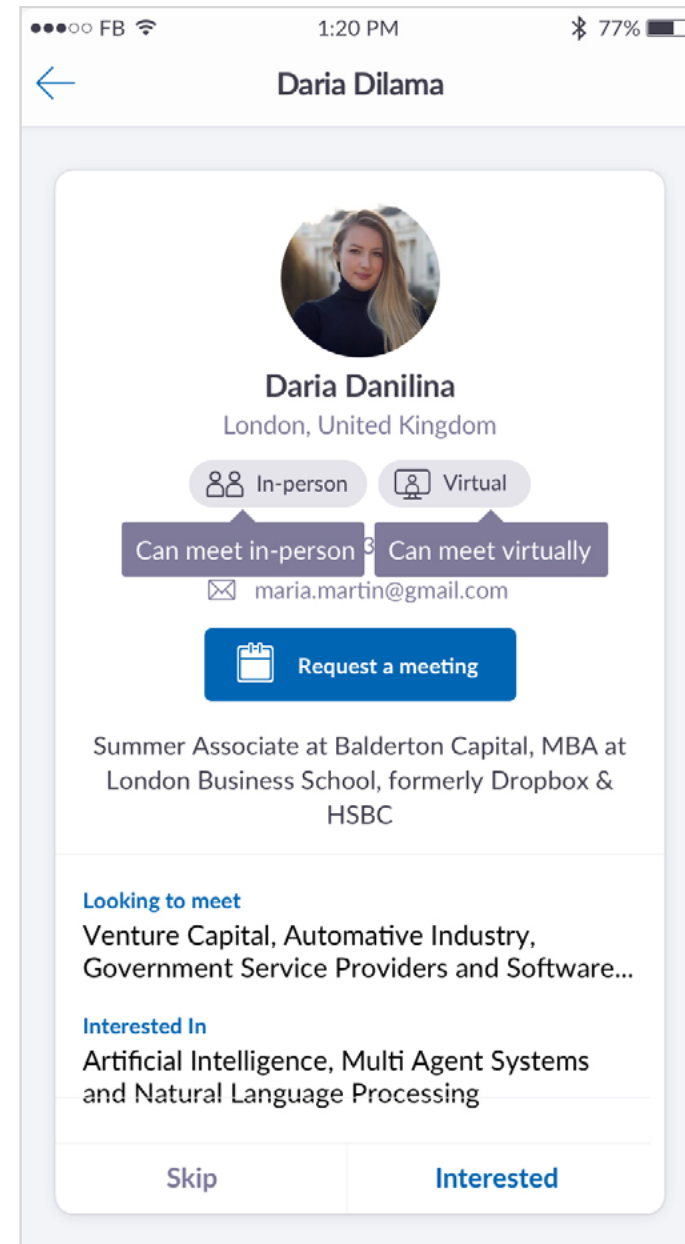 FB 1:20 PM 77%
Daria Dilama
Daria Danilina
London, United Kingdom
In-person Virtual
Can meet in-person 3 Can meet virtually
maria.martin@gmail.com
Request a meeting
Summer Associate at Balderton Capital, MBA at
London Business School, formerly Dropbox &
HSBC
Looking to meet
Venture Capital, Automative Industry,
Government Service Providers and Software...
Interested In
Artificial Intelligence, Multi Agent Systems
and Natural Language Processing
Skip Interested